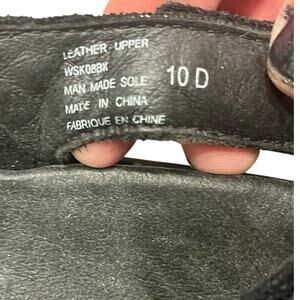 LEATHER UPPER
WSK08BK
MAN MADE SOLE 10 D
MADE IN CHINA
FABRIQUE EN CHINE